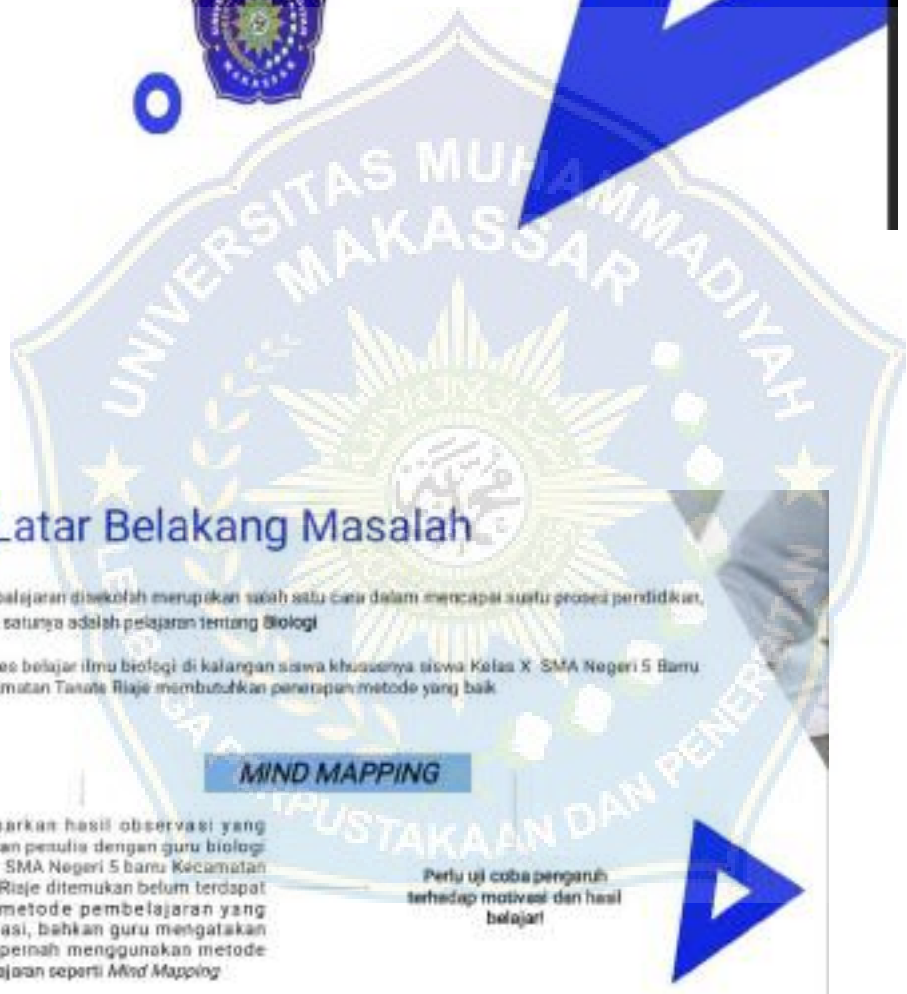 MAKASSAR
UNIVERSITAS MUHAMMADIYAH
MAKASSAR
Latar Belakang Masalah
disekolah merupakan salah satu cara dalam mencapai suatu proses pendidikan,
satunya adalah pelajaran tentang Biologi
belajar ilmu biologi di kalangan siswa khususnya siswa Kelas X SMA Negeri 5 Barru
Tanate Riaje membutuhkan penerapan metode yang baik
MIND MAPPING
hasil observasi yang
penulis dengan guru biologi
SMA Negeri 5 barru Kecamatan
Riaje ditemukan belum terdapat
metode pembelajaran yang
bahkan guru mengatakan
pernah menggunakan metode
seperti Mind Mapping
Perlu uji coba pengaruh
terhadap motivasi dan hasil
belajar!
PERPUSTAKAAN DAN PENERBITAN